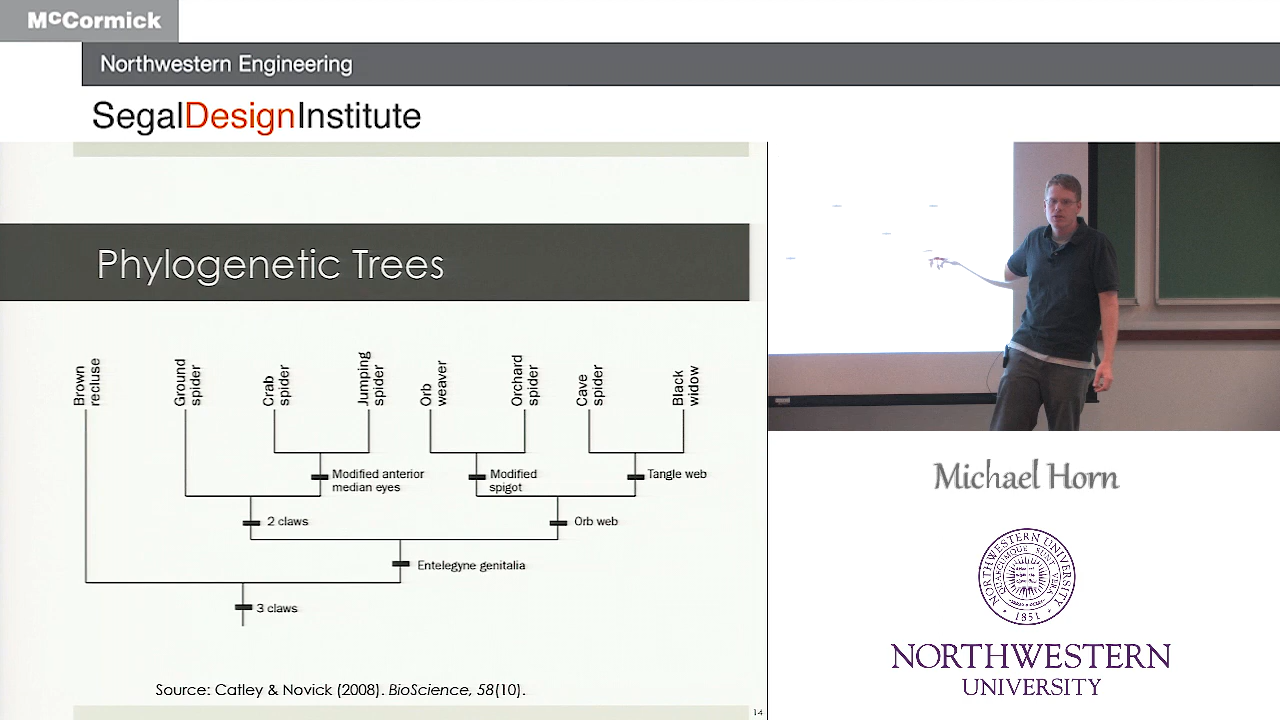 McCormick
Northwestern Engineering
SegalDesignInstitute
Phylogenetic Trees
Brown
recluse
Ground
spider
Crab
spider
Jumping
spider
Orb
weaver
Orchard
spider
Cave
spider
Black
widow
Modified anterior
median eyes
Modified
spigot
Tangle web
2 claws
Orb web
Entelegyne genitalia
3 claws
Source: Catley & Novick (2008). BioScience, 58(10).
14
Michael Horn
1851
NORTHWESTERN
UNIVERSITY